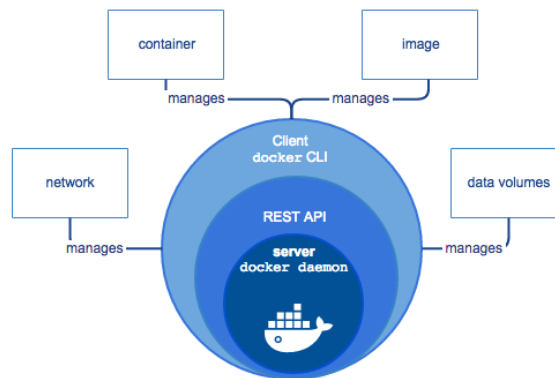 container
image
manages
manages
Client
docker CLI
network
data volumes
REST API
manages
server
manages
docker daemon